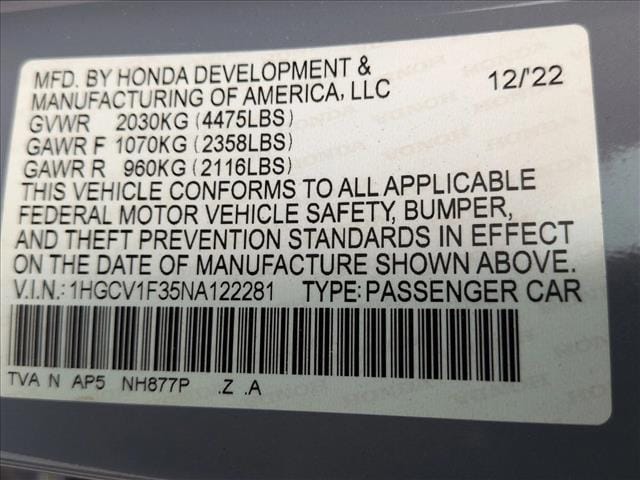 MFD. BY HONDA DEVELOPMENT & 12/'22
MANUFACTURING OF AMERICA, LLC
GVWR 2030KG (4475LBS)
GAWR F 1070KG (2358LBS)
GAWR R 960KG (2116LBS)
THIS VEHICLE CONFORMS TO ALL APPLICABLE
FEDERAL MOTOR VEHICLE SAFETY, BUMPER,
AND THEFT PREVENTION STANDARDS IN EFFECT
ON THE DATE OF MANUFACTURE SHOWN ABOVE.
V.I.N.: 1HGCV1F35NA122281 TYPE: PASSENGER CAR
TVA N AP5 NH877P .Z .A